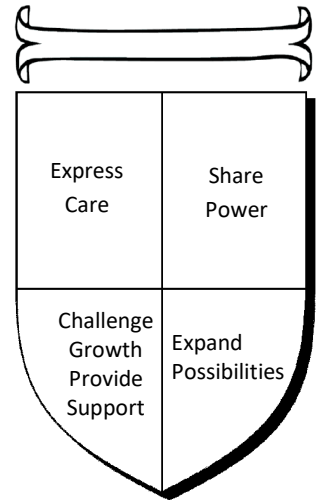 Express
Care
Share
Power
Challenge
Growth
Provide
Support
Expand
Possibilities